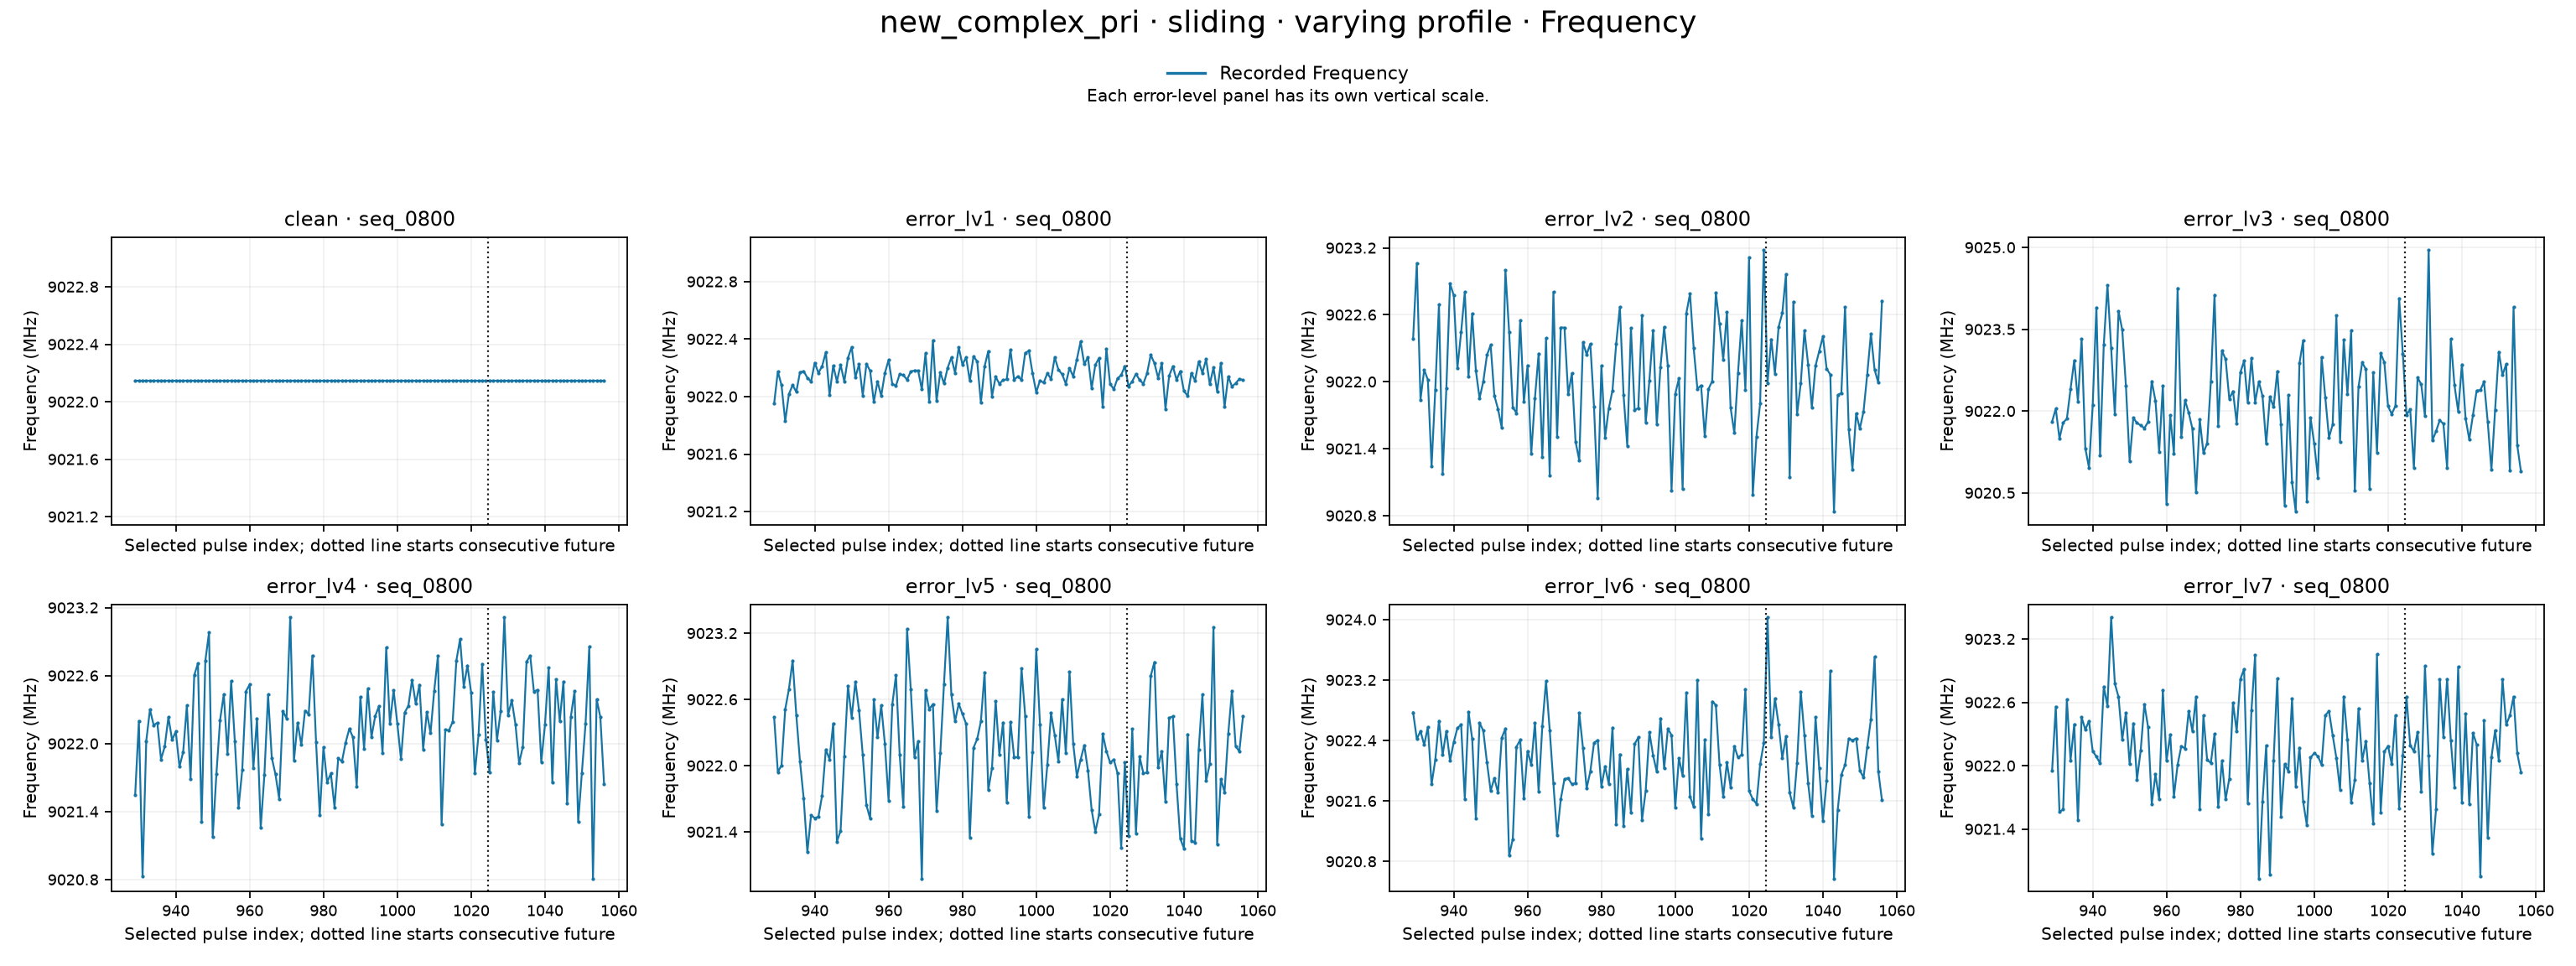 new_complex_pri · sliding · varying profile · Frequency
Recorded Frequency
Each error-level panel has its own vertical scale.
clean · seq_0800
Frequency (MHz)
9022.8
9022.4
9022.0
9021.6
9021.2
Selected pulse index; dotted line starts consecutive future
error_lv1 · seq_0800
Frequency (MHz)
9022.8
9022.4
9022.0
9021.6
9021.2
Selected pulse index; dotted line starts consecutive future
error_lv2 · seq_0800
Frequency (MHz)
9023.2
9022.6
9022.0
9021.4
9020.8
Selected pulse index; dotted line starts consecutive future
error_lv3 · seq_0800
Frequency (MHz)
9025.0
9023.5
9022.0
9020.5
Selected pulse index; dotted line starts consecutive future
error_lv4 · seq_0800
Frequency (MHz)
9023.2
9022.6
9022.0
9021.4
9020.8
940 960 980 1000 1020 1040 1060
Selected pulse index; dotted line starts consecutive future
error_lv5 · seq_0800
Frequency (MHz)
9023.2
9022.6
9022.0
9021.4
940 960 980 1000 1020 1040 1060
Selected pulse index; dotted line starts consecutive future
error_lv6 · seq_0800
Frequency (MHz)
9024.0
9023.2
9022.4
9021.6
9020.8
940 960 980 1000 1020 1040 1060
Selected pulse index; dotted line starts consecutive future
error_lv7 · seq_0800
Frequency (MHz)
9023.2
9022.6
9022.0
9021.4
940 960 980 1000 1020 1040 1060
Selected pulse index; dotted line starts consecutive future